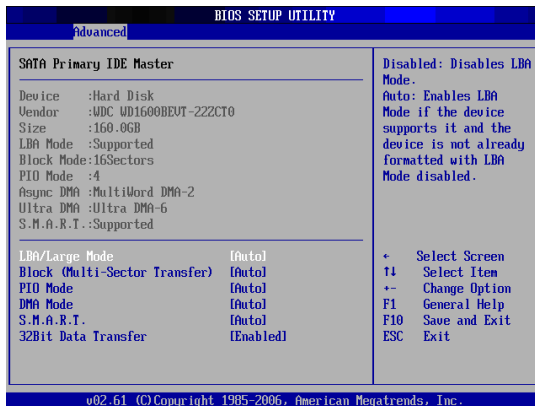 BIOS SETUP UTILITY
Advanced
SATA Primary IDE Master
Device :Hard Disk
Vendor :WDC WD1600BEVT-22ZCT0
Size :160.0GB
LBA Mode :Supported
Block Mode:16Sectors
PIO Mode :4
Async DMA :MultiWord DMA-2
Ultra DMA :Ultra DMA-6
S.M.A.R.T.:Supported
LBA/Large Mode [Auto]
Block (Multi-Sector Transfer) [Auto]
PIO Mode [Auto]
DMA Mode [Auto]
S.M.A.R.T. [Auto]
32Bit Data Transfer [Enabled]
Disabled: Disables LBA
Mode.
Auto: Enables LBA
Mode if the device
supports it and the
device is not already
formatted with LBA
Mode disabled.
← Select Screen
↑↓ Select Item
+- Change Option
F1 General Help
F10 Save and Exit
ESC Exit
v02.61 (C)Copyright 1985-2006, American Megatrends, Inc.